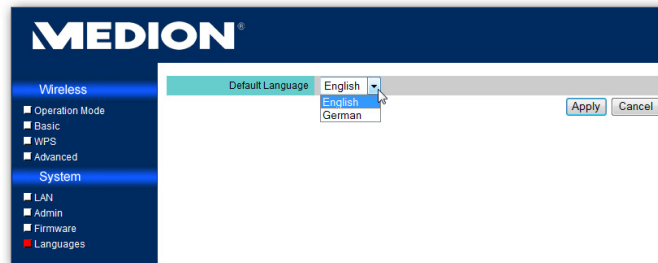 MEDION®
Wireless
Operation Mode
Basic
WPS
Advanced
System
LAN
Admin
Firmware
Languages
Default Language English
English
German
Apply Cancel